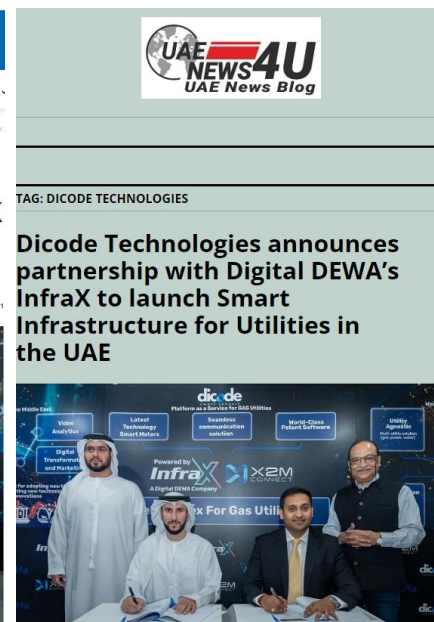 UAE
NEWS4U
UAE News Blog
TAG: DICODE TECHNOLOGIES
Dicode Technologies announces
partnership with Digital DEWA's
InfraX to launch Smart
Infrastructure for Utilities in
the UAE
dicode
Platform as a Service for GAS Utilities
Video
Analytics
Latest
Technology
Smart Meters
Seamless
communication
solution
World-Class
Patent Software
Utility
Agnostic
Digital
Powered by
InfraX
A Digital DEWA Company
X2M
CONNECT
For Gas Utili